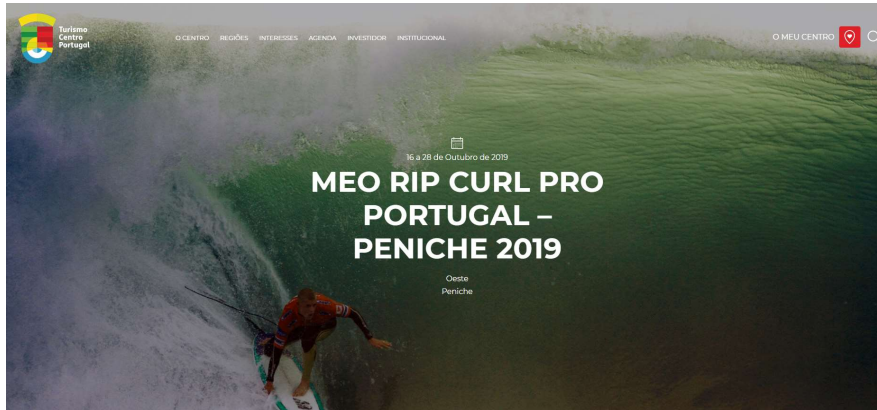 Turismo
Centro
Portugal
O CENTRO REGIÕES INTERESSES AGENDA INVESTIDOR INSTITUCIONAL
O MEU CENTRO
16 a 28 de Outubro de 2019
MEO RIP CURL PRO
PORTUGAL –
PENICHE 2019
Oeste
Peniche